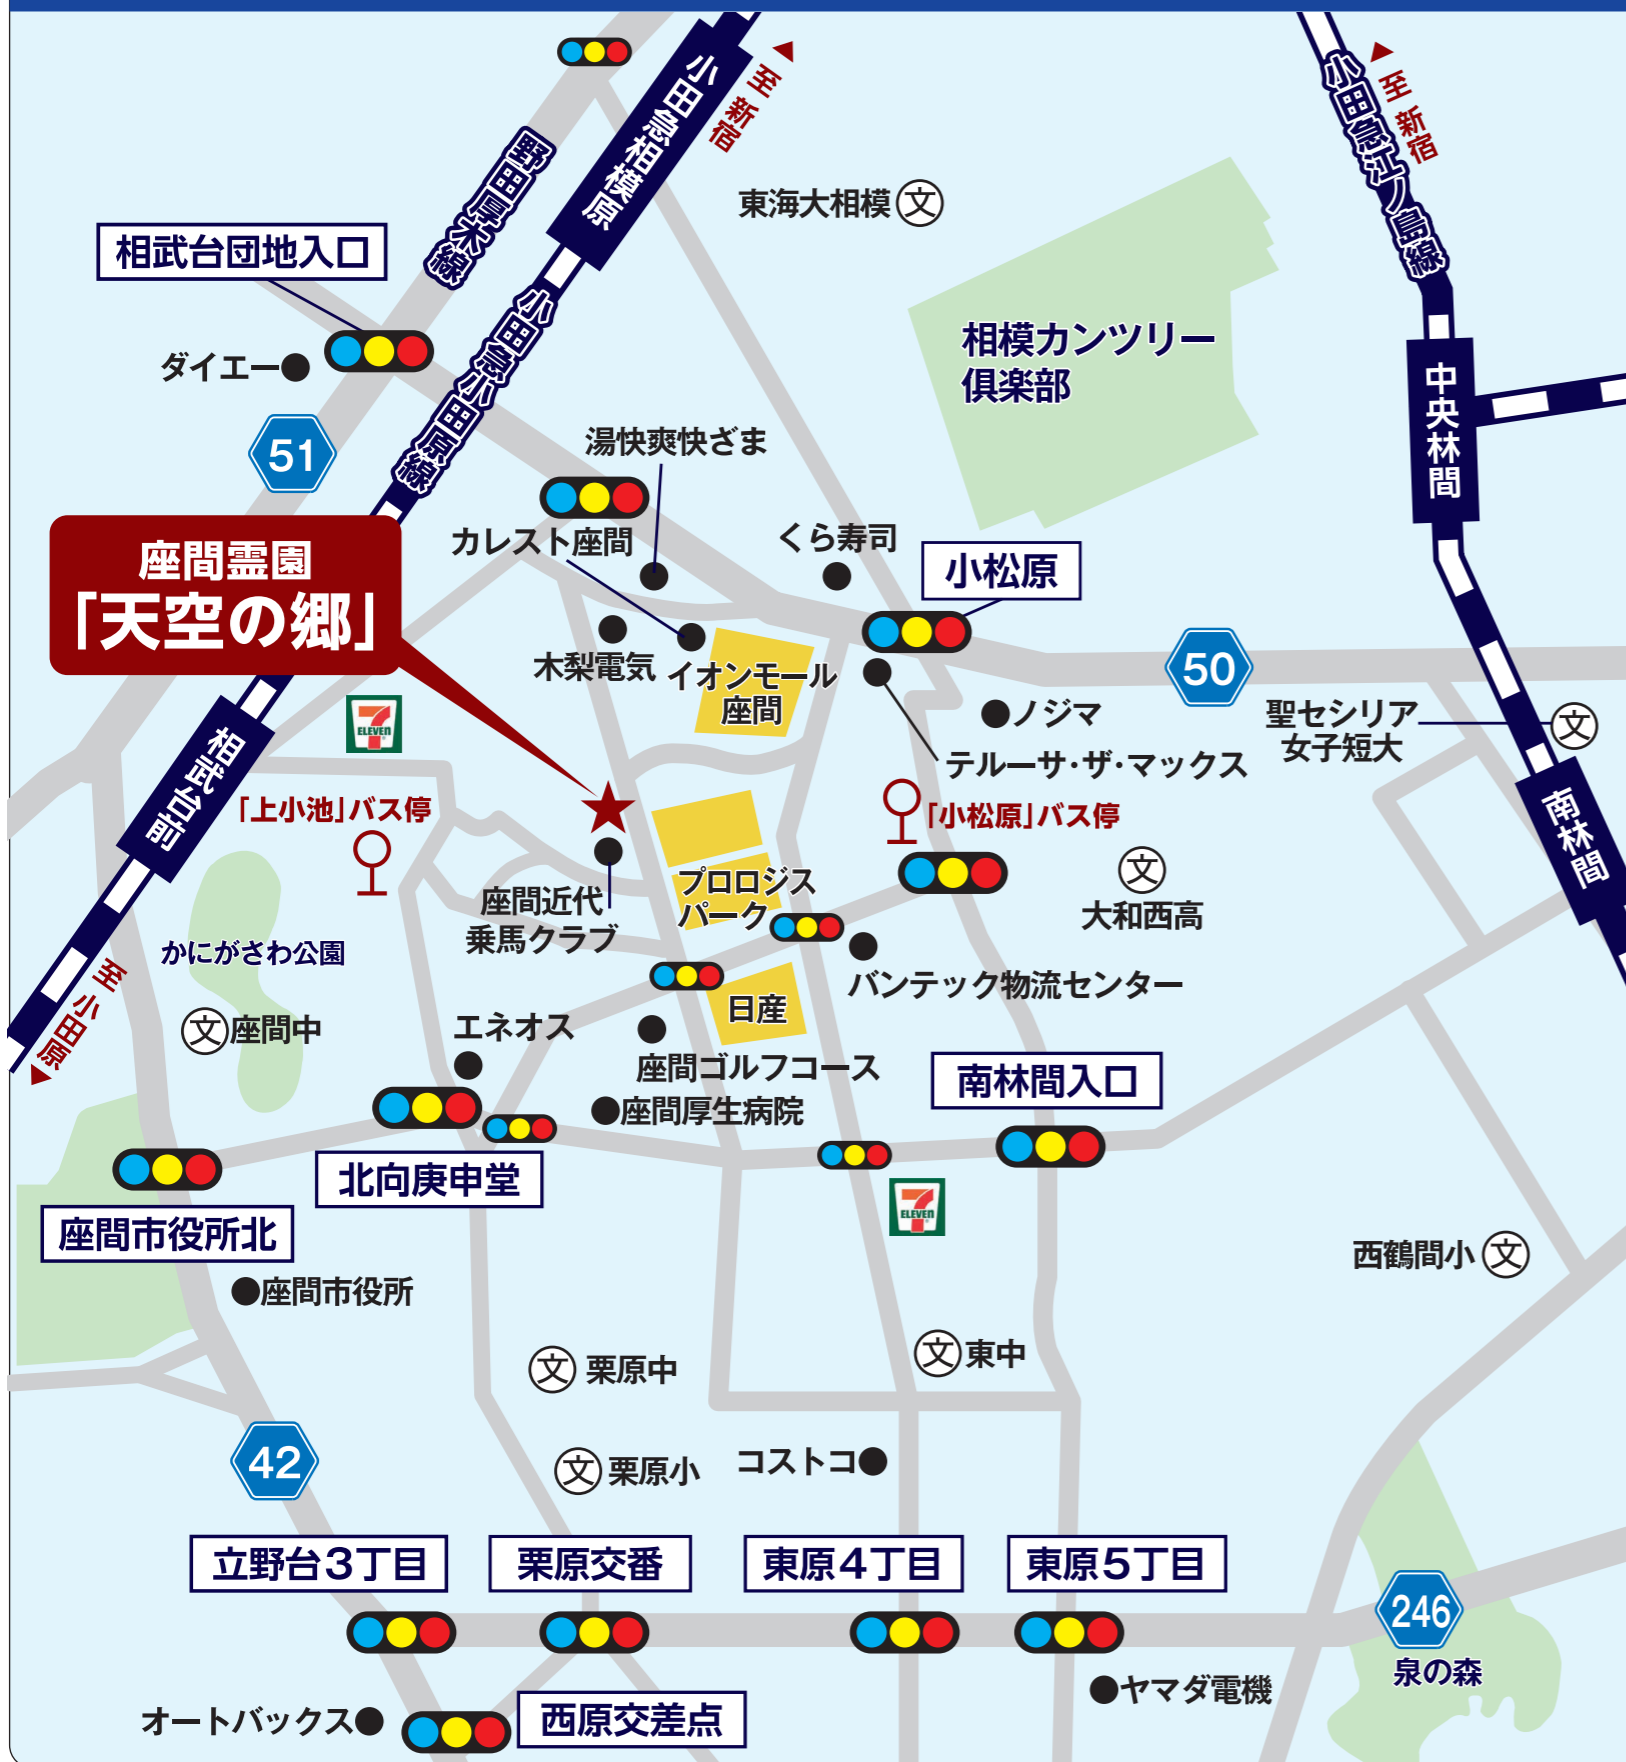 小田急相模原
至 新宿
小田急江ノ島線
至 新宿
野田厚木線
東海大相模
文
相武台団地入口
小田急小田原線
相模カンツリー
倶楽部
ダイエー
中央林間
51
湯快爽快ざま
カレスト座間
くら寿司
小松原
座間霊園
「天空の郷」
木梨電気
イオンモール
座間
50
7
ELEVEN
ノジマ
聖セシリア
女子短大
文
テルーサ・ザ・マックス
相武台前
「上小池」バス停
「小松原」バス停
南林間
文
大和西高
プロロジス
パーク
座間近代
乗馬クラブ
かにがさわ公園
至 小田原
バンテック物流センター
日産
文
座間中
エネオス
座間ゴルフコース
南林間入口
座間厚生病院
北向庚申堂
7
ELEVEN
座間市役所北
西鶴間小
文
座間市役所
文
栗原中
文
東中
42
文
栗原小
コストコ
立野台3丁目
栗原交番
東原4丁目
東原5丁目
246
泉の森
ヤマダ電機
オートバックス
西原交差点